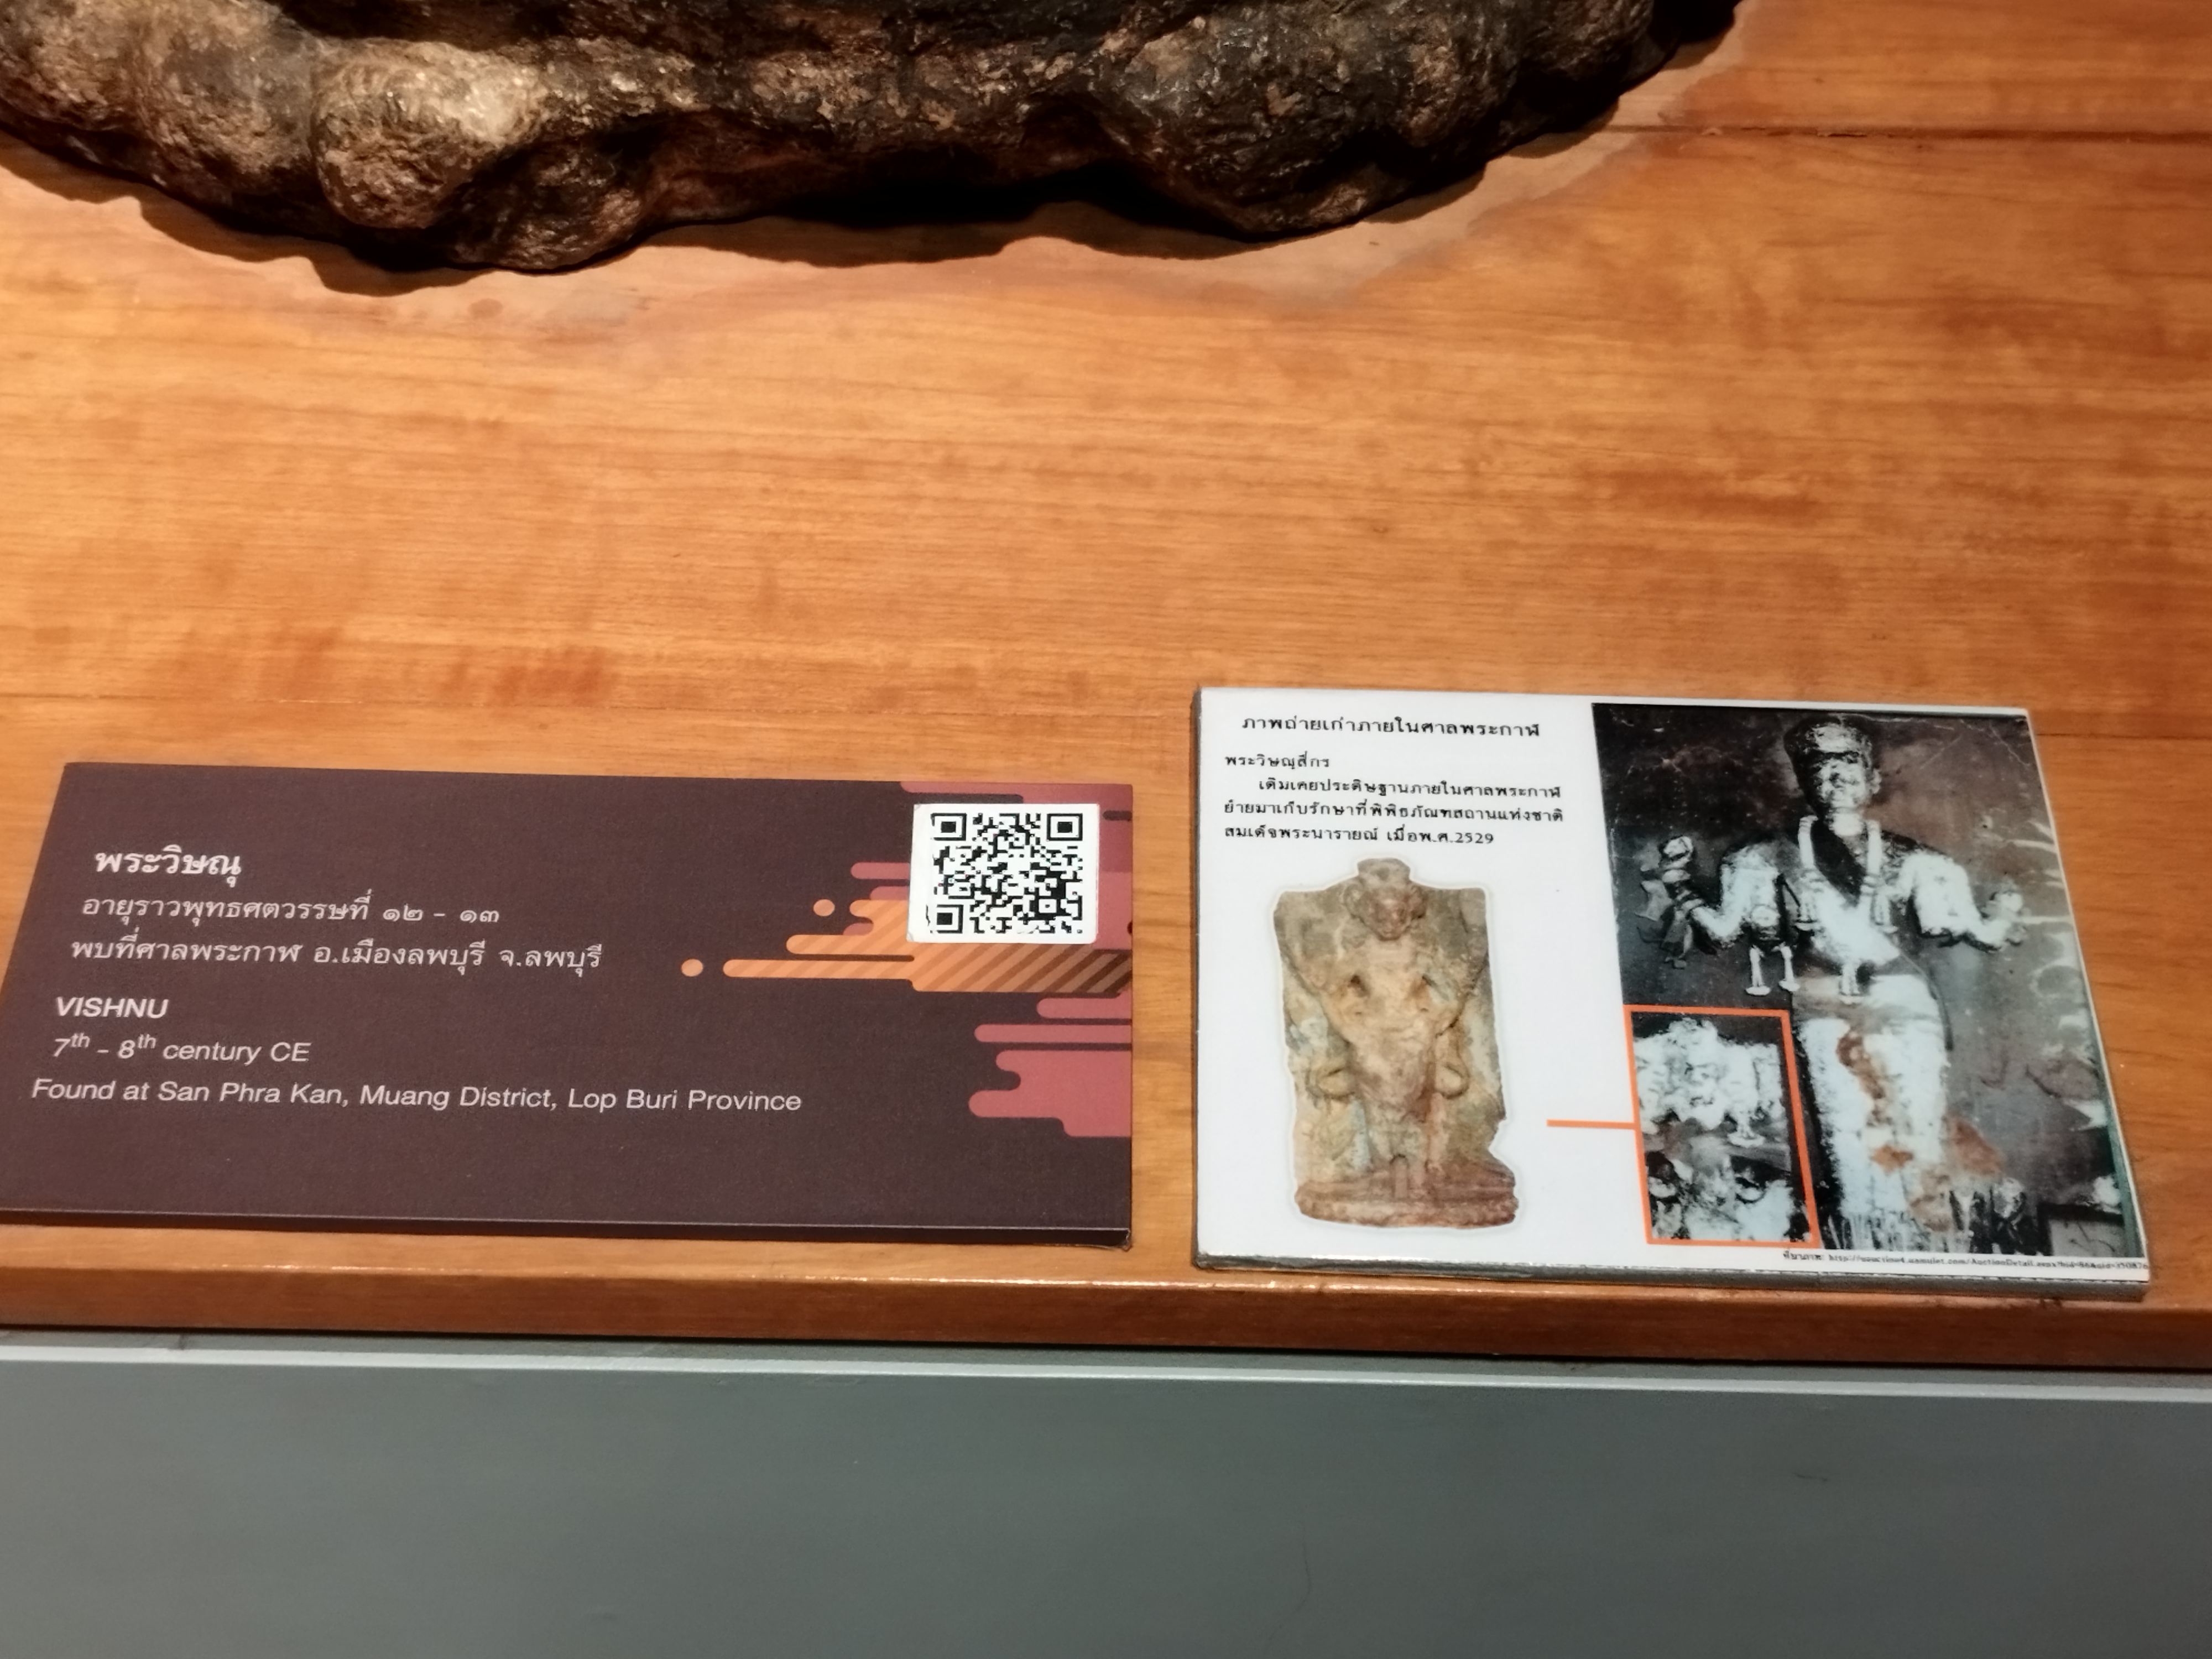 พระวิษณุ
อายุราวพุทธศตวรรษที่ ๑๒ - ๑๓
พบที่ศาลพระกาฬ อ.เมืองลพบุรี จ.ลพบุรี
VISHNU
7th - 8th century CE
Found at San Phra Kan, Muang District, Lop Buri Province
ภาพถ่ายเก่าภายในศาลพระกาฬ
พระวิษณุสี่กร
เดิมเคยประดิษฐานภายในศาลพระกาฬ
ย้ายมาเก็บรักษาที่พิพิธภัณฑสถานแห่งชาติ
สมเด็จพระนารายณ์ เมื่อพ.ศ.2529
ที่มาภาพ: